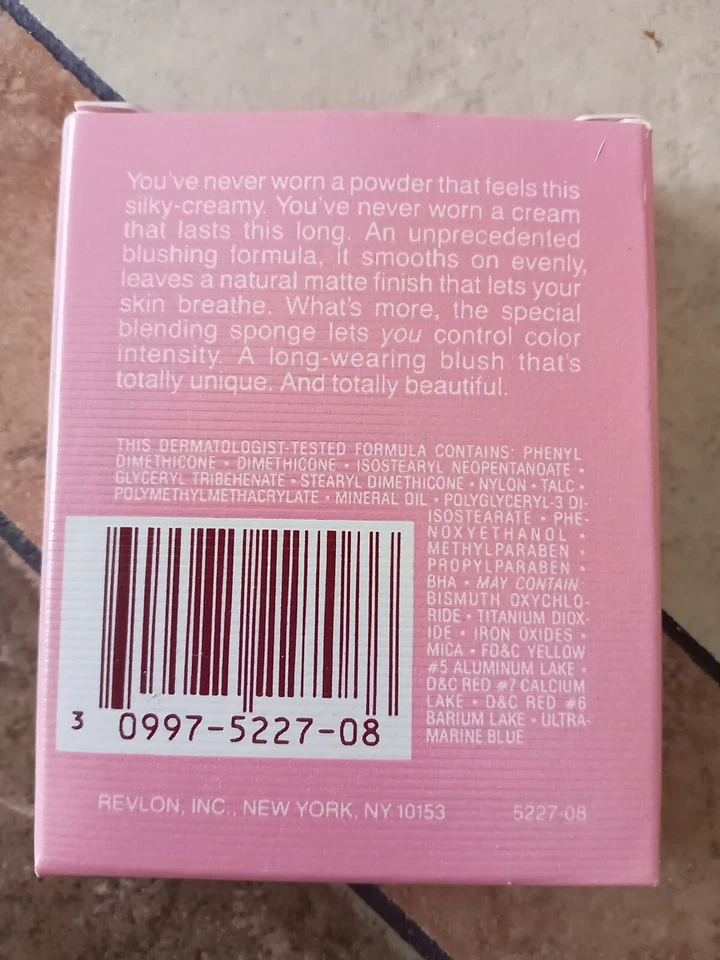 You've never worn a powder that feels this
silky-creamy. You've never worn a cream
that lasts this long. An unprecedented
blushing formula, it smooths on evenly,
leaves a natural matte finish that lets your
skin breathe. What's more, the special
blending sponge lets you control color
intensity. A long-wearing blush that's
totally unique. And totally beautiful.
THIS DERMATOLOGIST-TESTED FORMULA CONTAINS: PHENYL
DIMETHICONE • DIMETHICONE • ISOSTEARYL NEOPENTANOATE •
GLYCERYL TRIBEHENATE • STEARYL DIMETHICONE • NYLON • TALC •
POLYMETHYLMETHACRYLATE • MINERAL OIL • POLYGLYCERYL-3 DI-
ISOSTEARATE • PHE-
NOXYETHANOL •
METHYLPARABEN •
PROPYLPARABEN •
BHA • MAY CONTAIN:
BISMUTH OXYCHLO-
RIDE • TITANIUM DIOX-
IDE • IRON OXIDES •
MICA • FD&C YELLOW
#5 ALUMINUM LAKE •
D&C RED #7 CALCIUM
LAKE • D&C RED #6
BARIUM LAKE • ULTRA-
MARINE BLUE
3 0997-5227-08
REVLON, INC., NEW YORK, NY 10153 5227-08